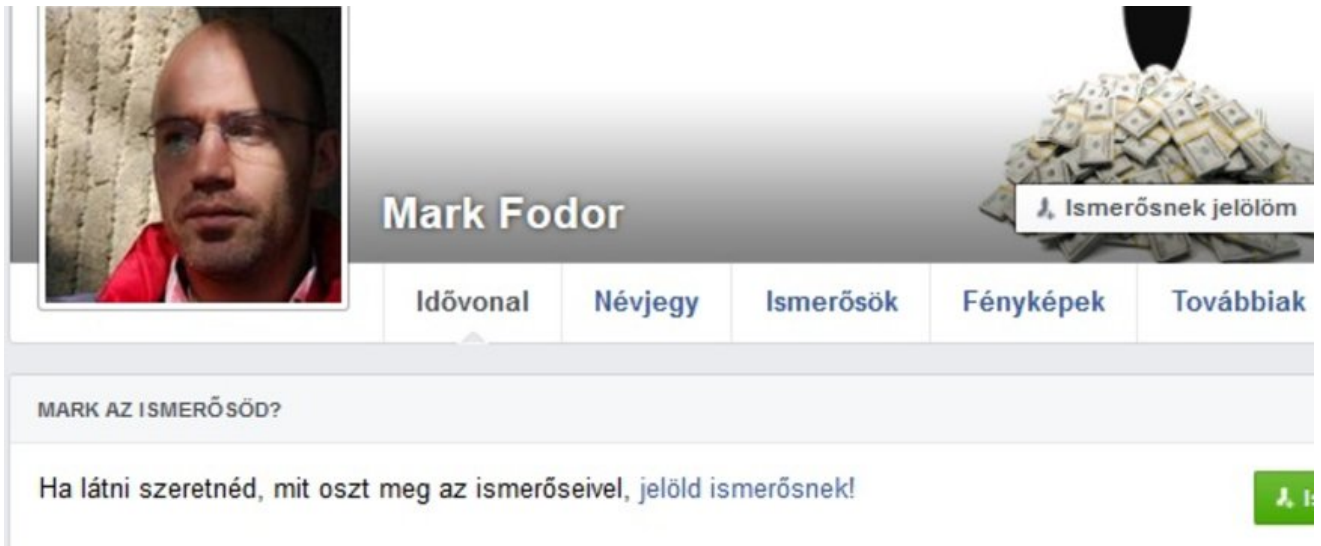 Mark Fodor
Ismerősnek jelölöm
Idővonal Névjegy Ismerősök Fényképek Továbbiak
MARK AZ ISMERŐSÖD?
Ha látni szeretnéd, mit oszt meg az ismerőseivel, jelöld ismerősnek!